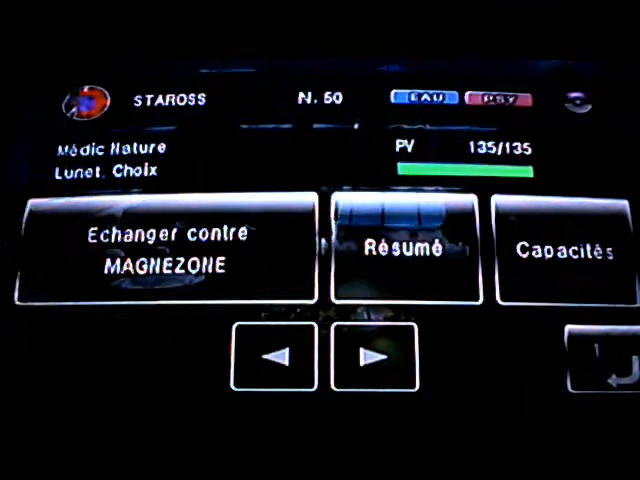 STAROSS N. 50 EAU PSY
Médic Nature PV 135/135
Lunet. Choix
Echanger contre
MAGNEZONE
Résumé
Capacités